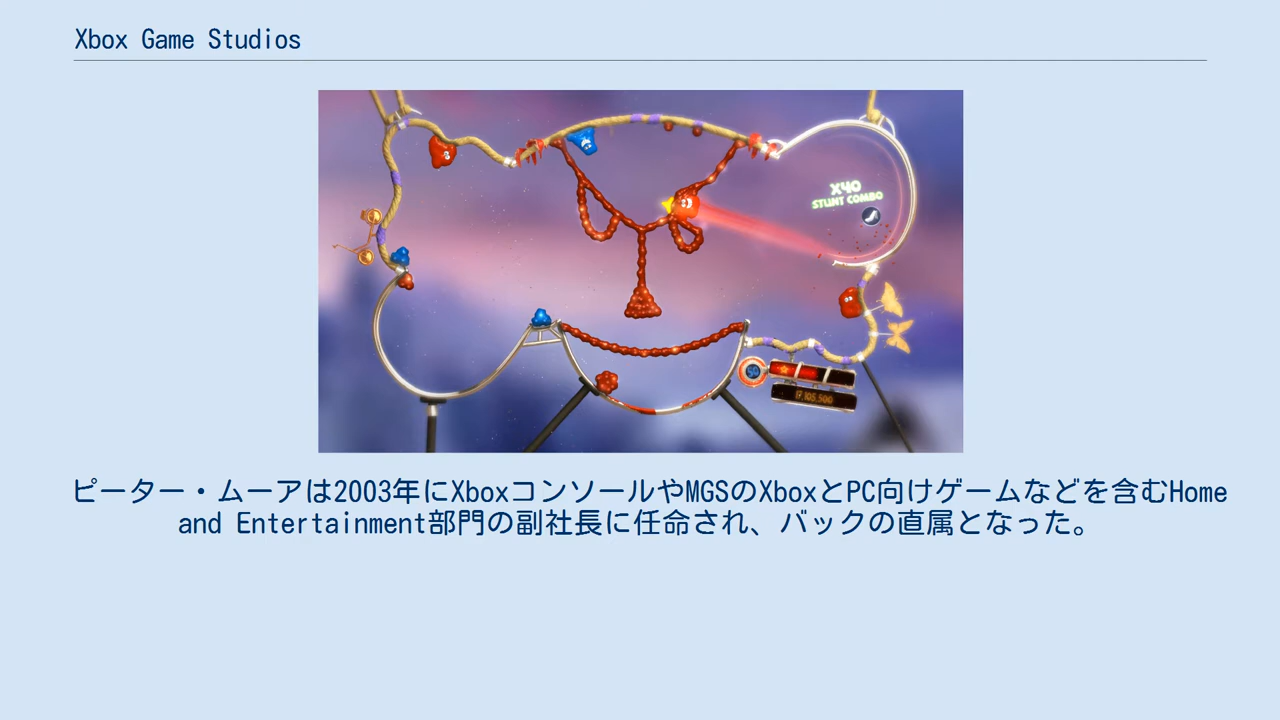 Xbox Game Studios
X40
STUNT COMBO
17,105,500
ピーター・ムーアは2003年にXboxコンソールやMGSのXboxとPC向けゲームなどを含むHome
and Entertainment部門の副社長に任命され、バックの直属となった。